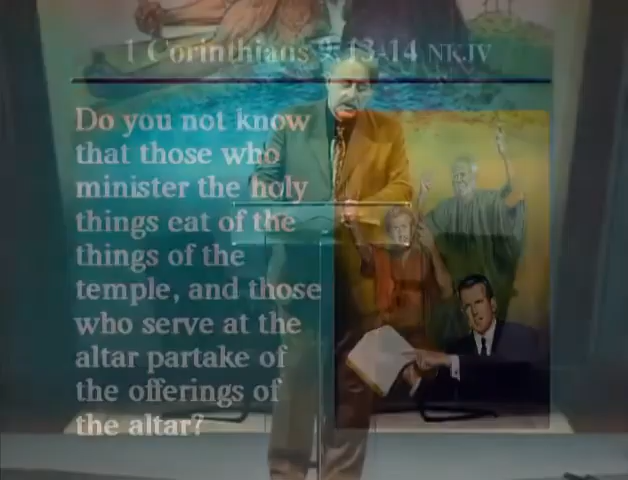 1 Corinthians 9:13-14 NKJV
Do you not know
that those who
minister the holy
things eat of the
things of the
temple, and those
who serve at the
altar partake of
the offerings of
the altar?